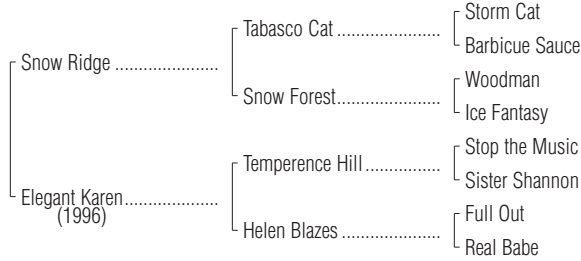 Storm Cat
Tabasco Cat ........................
Barbicue Sauce
Snow Ridge ........................
Woodman
Snow Forest........................
Ice Fantasy
Stop the Music
Temperence Hill.................
Sister Shannon
Elegant Karen.....................
(1996)
Full Out
Helen Blazes ......................
Real Babe